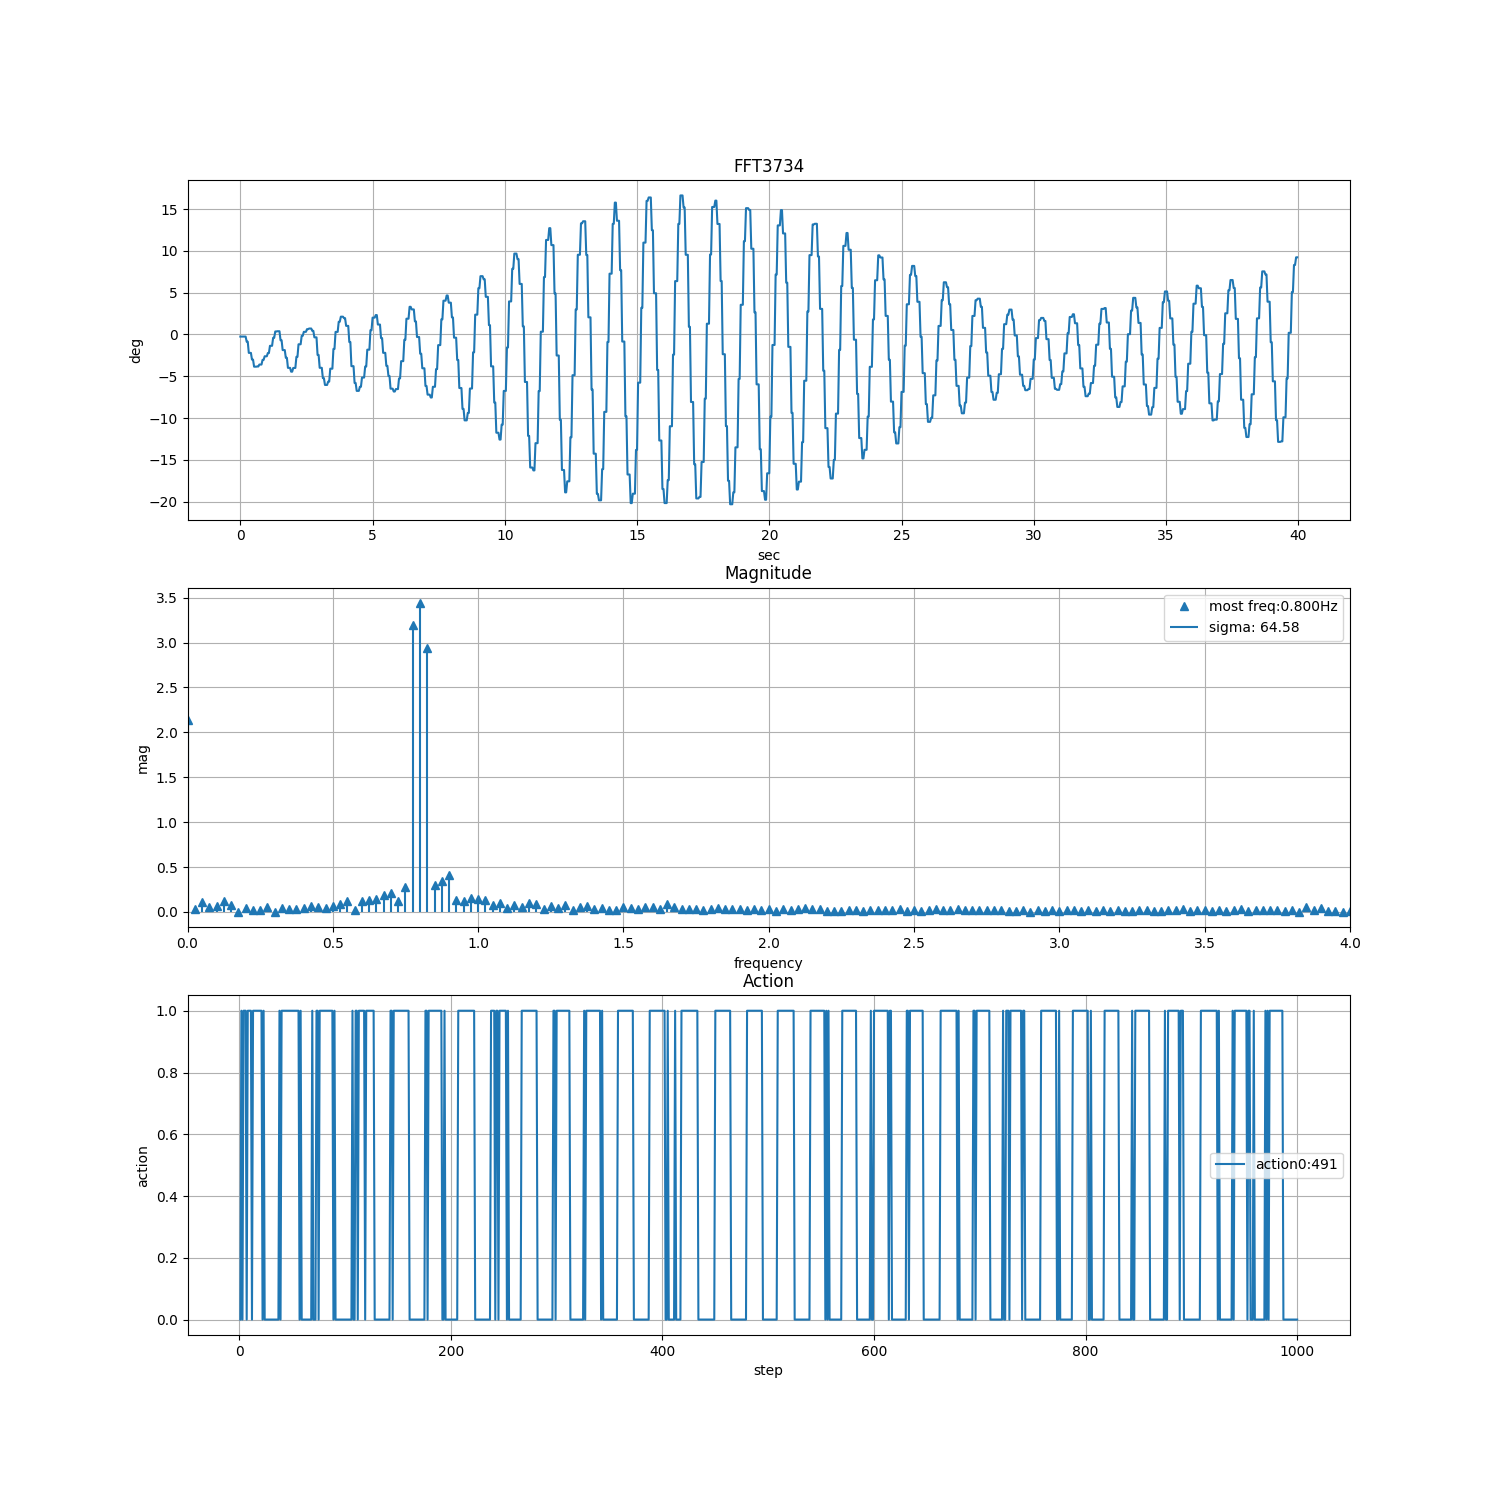 FFT3734
15
10
5
0
−5
−10
−15
−20
deg
0 5 10 15 20 25 30 35 40
sec
Magnitude
3.5
3.0
2.5
2.0
1.5
1.0
0.5
0.0
mag
most freq:0.800Hz
sigma: 64.58
0.0 0.5 1.0 1.5 2.0 2.5 3.0 3.5 4.0
frequency
Action
1.0
0.8
0.6
0.4
0.2
0.0
action
action0:491
0 200 400 600 800 1000
step